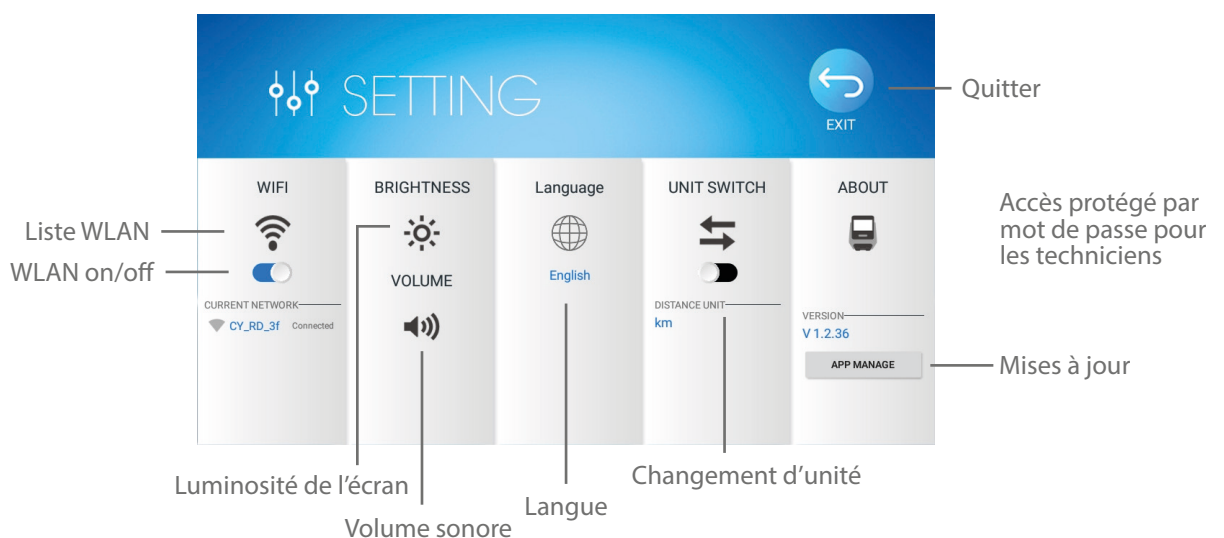 SETTING
EXIT
Quitter
WIFI
BRIGHTNESS
Language
UNIT SWITCH
ABOUT
Liste WLAN
WLAN on/off
Accès protégé par
mot de passe pour
les techniciens
VOLUME
English
CURRENT NETWORK
CY_RD_3f Connected
DISTANCE UNIT
km
VERSION
V 1.2.36
APP MANAGE
Mises à jour
Luminosité de l’écran
Changement d’unité
Langue
Volume sonore